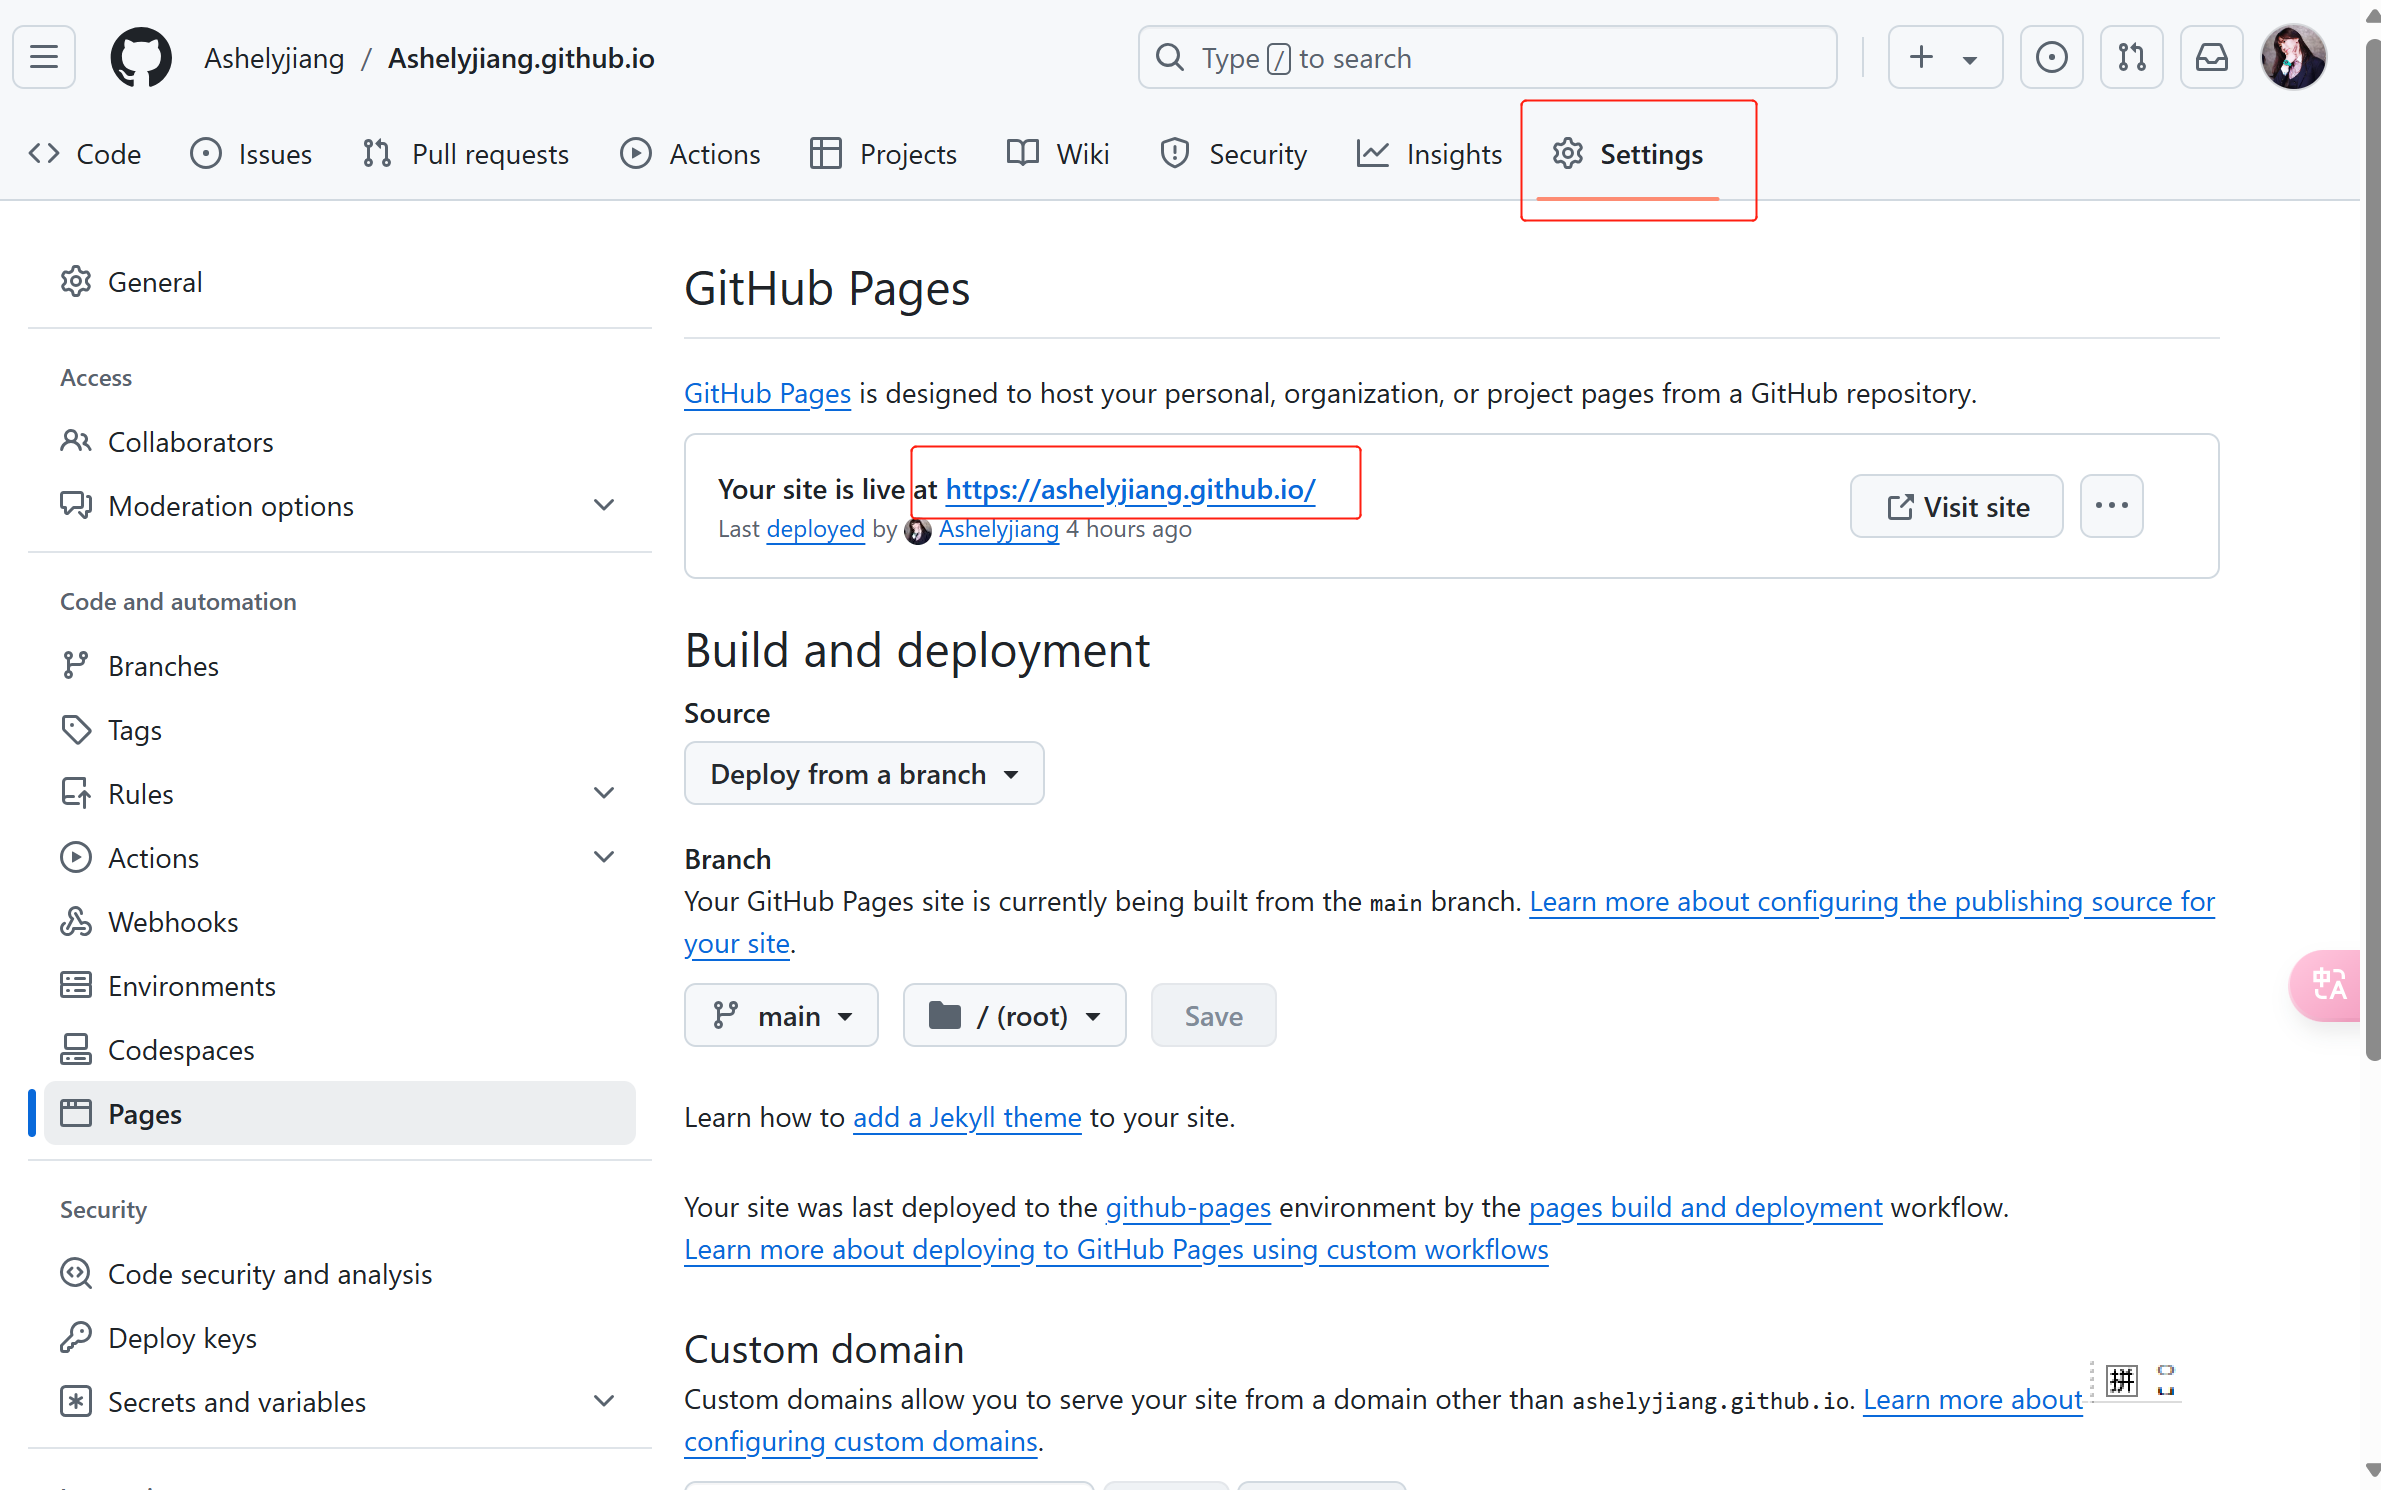 Ashelyjiang / Ashelyjiang.github.io
Type / to search
Code
Issues
Pull requests
Actions
Projects
Wiki
Security
Insights
Settings
General
Access
Collaborators
Moderation options
Code and automation
Branches
Tags
Rules
Actions
Webhooks
Environments
Codespaces
Pages
Security
Code security and analysis
Deploy keys
Secrets and variables
GitHub Pages
GitHub Pages is designed to host your personal, organization, or project pages from a GitHub repository.
Your site is live at https://ashelyjiang.github.io/
Last deployed by Ashelyjiang 4 hours ago
Visit site
Build and deployment
Source
Deploy from a branch
Branch
Your GitHub Pages site is currently being built from the main branch. Learn more about configuring the publishing source for
your site.
main
/ (root)
Save
Learn how to add a Jekyll theme to your site.
Your site was last deployed to the github-pages environment by the pages build and deployment workflow.
Learn more about deploying to GitHub Pages using custom workflows
Custom domain
Custom domains allow you to serve your site from a domain other than ashelyjiang.github.io. Learn more about
configuring custom domains.
中A
拼